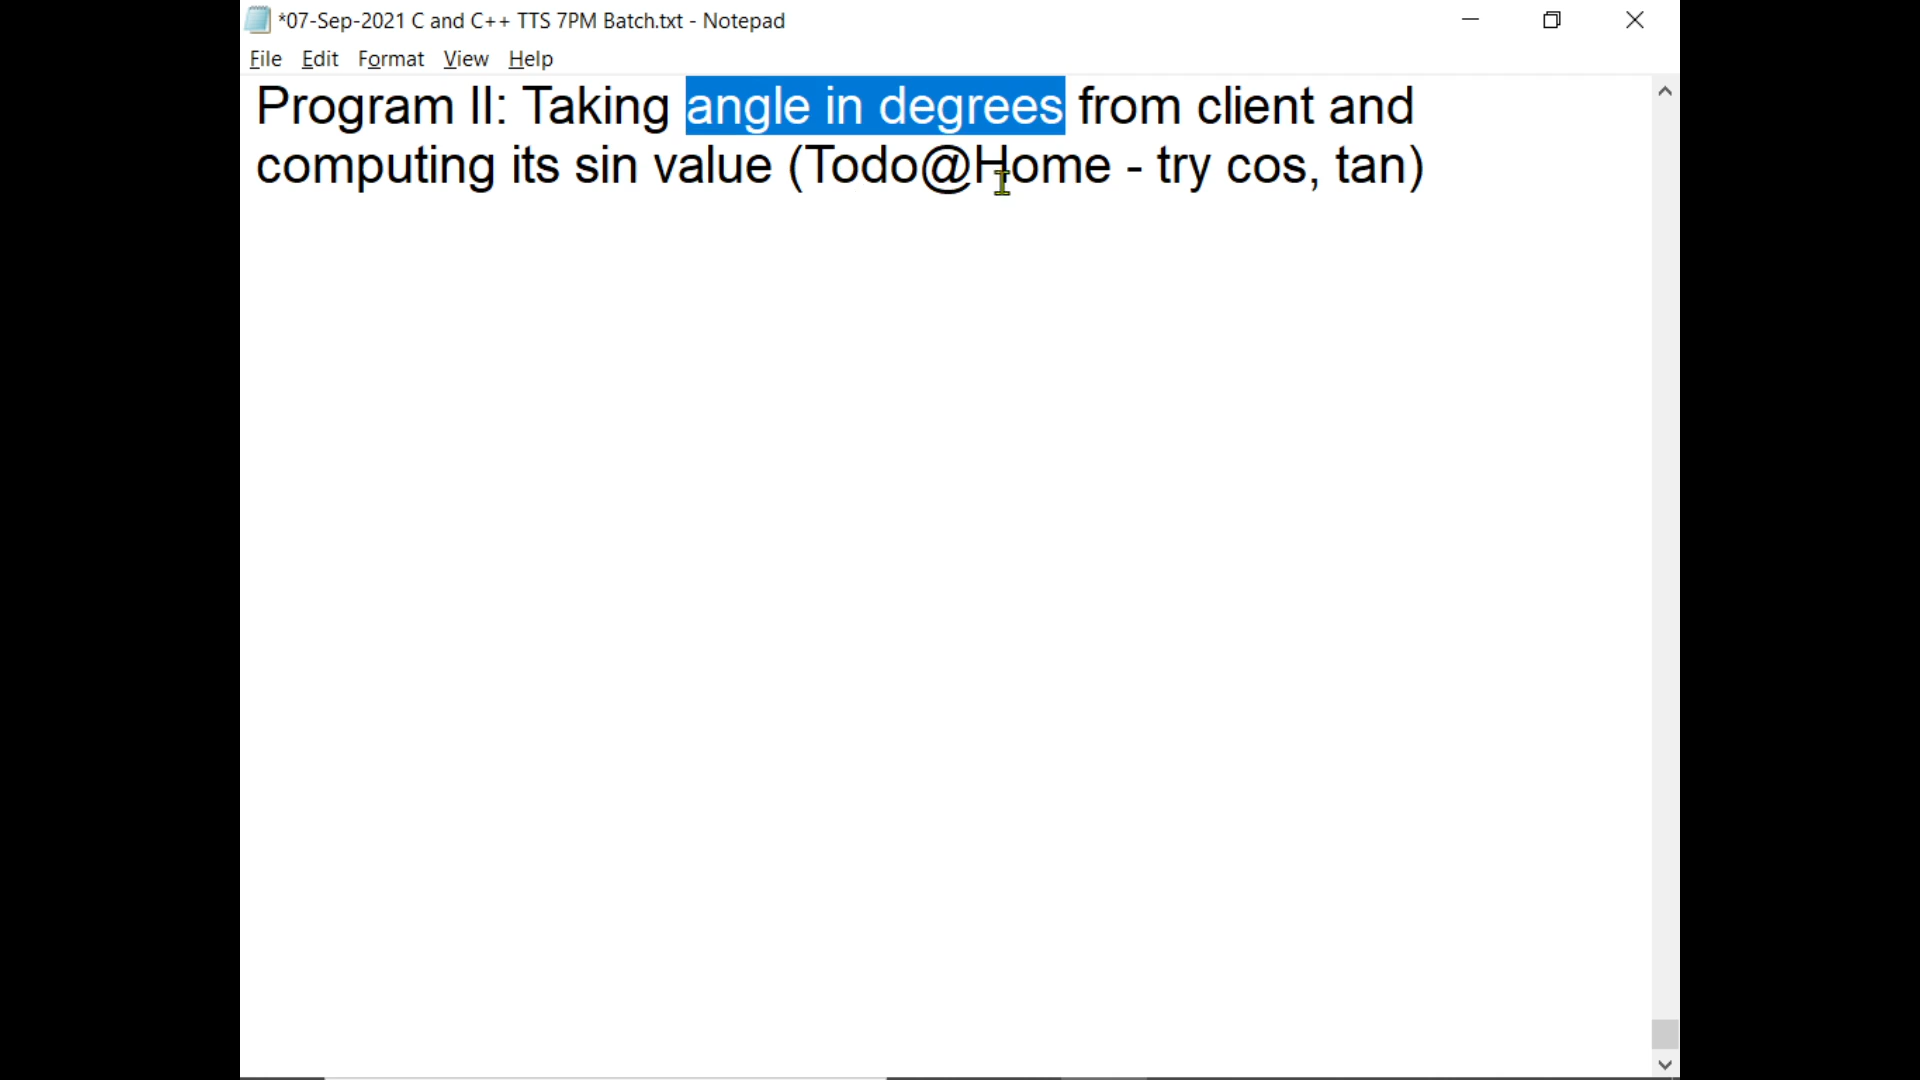 *07-Sep-2021 C and C++ TTS 7PM Batch.txt - Notepad
File Edit Format View Help
Program II: Taking angle in degrees from client and
computing its sin value (Todo@Home - try cos, tan)